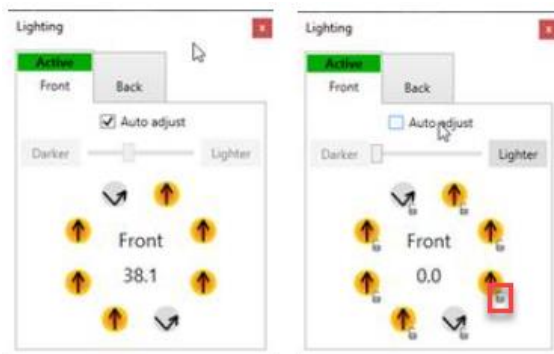 Lighting x
Active
Front Back
Auto adjust
Darker Lighter
Front
38.1
Lighting x
Active
Front Back
Auto adjust
Darker Lighter
Front
0.0